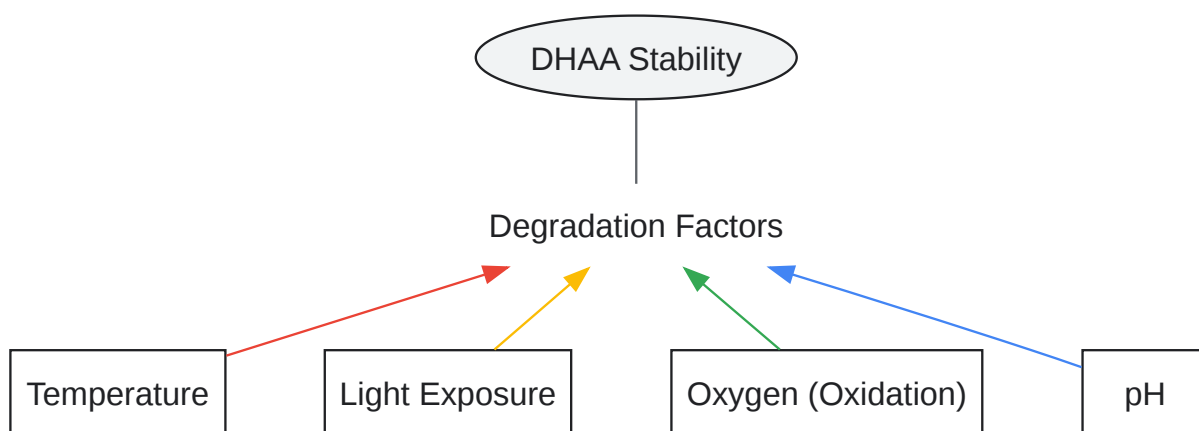 DHAA Stability
Degradation Factors
Temperature
Light Exposure
Oxygen (Oxidation)
pH